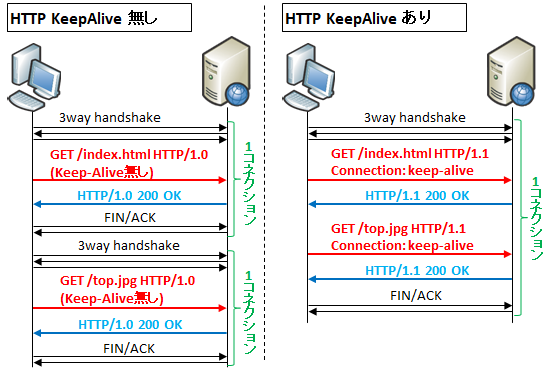 HTTP KeepAlive 無し
3way handshake
GET /index.html HTTP/1.0
(Keep-Alive無し)
HTTP/1.0 200 OK
FIN/ACK
1コネクション
3way handshake
GET /top.jpg HTTP/1.0
(Keep-Alive無し)
HTTP/1.0 200 OK
FIN/ACK
1コネクション
HTTP KeepAlive あり
3way handshake
GET /index.html HTTP/1.1
Connection: keep-alive
HTTP/1.1 200 OK
GET /top.jpg HTTP/1.1
Connection: keep-alive
HTTP/1.1 200 OK
FIN/ACK
1コネクション